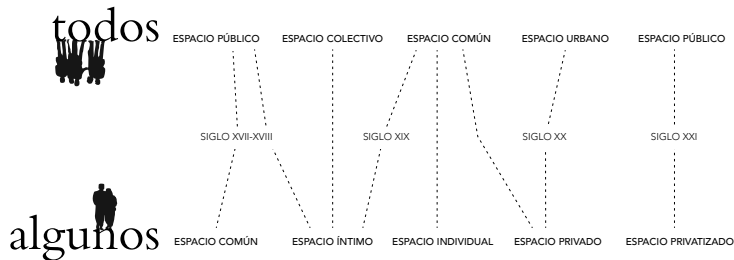 todos
ESPACIO PÚBLICO ESPACIO COLECTIVO ESPACIO COMÚN ESPACIO URBANO ESPACIO PÚBLICO
SIGLO XVII-XVIII SIGLO XIX SIGLO XX SIGLO XXI
algunos
ESPACIO COMÚN ESPACIO ÍNTIMO ESPACIO INDIVIDUAL ESPACIO PRIVADO ESPACIO PRIVATIZADO